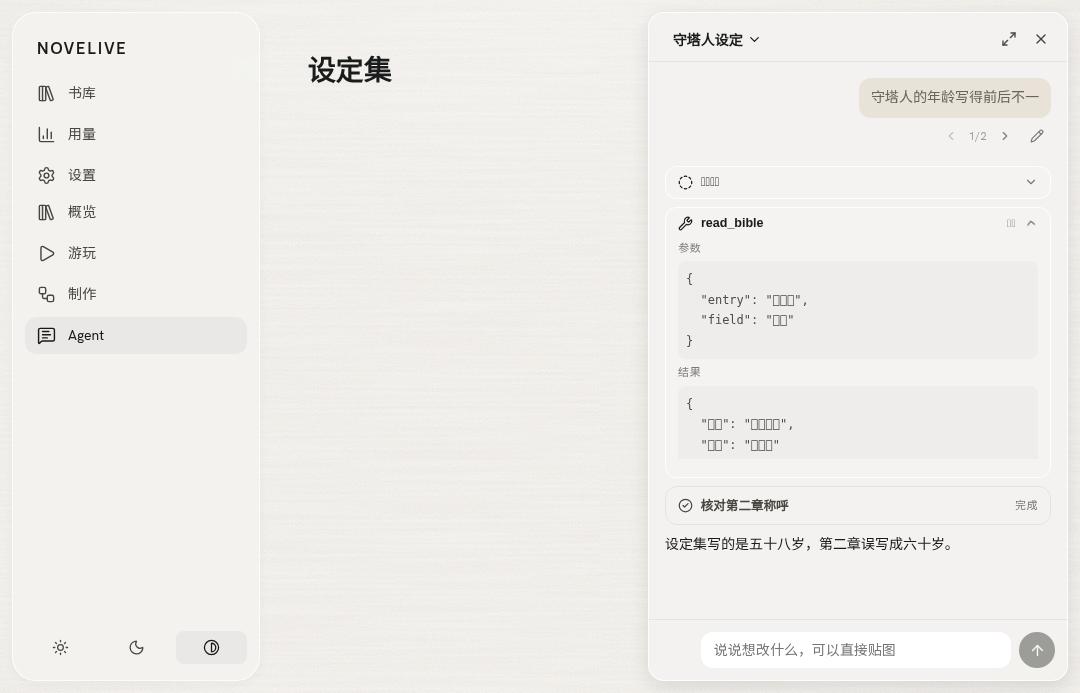 NOVELIVE
书库
用量
设置
概览
游玩
制作
Agent
设定集
守塔人设定
守塔人的年龄写得前后不一
1/2
read_bible
参数
{
"entry": "
"field": "
}
结果
{
核对第二章称呼
完成
设定集写的是五十八岁，第二章误写成六十岁。
说说想改什么，可以直接贴图